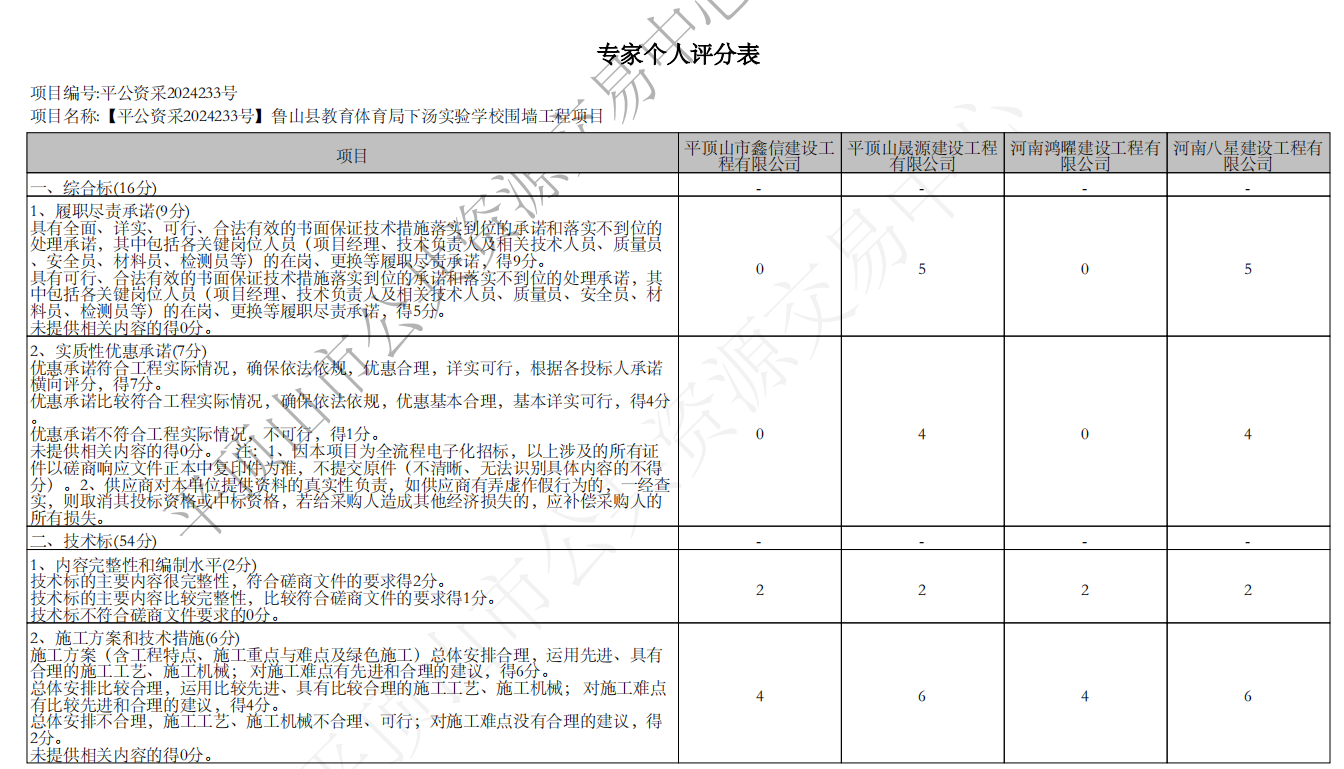 专家个人评分表
项目编号:平公资采2024233号
项目名称:【平公资采2024233号】鲁山县教育体育局下汤实验学校围墙工程项目
项目 平顶山市鑫信建设工 平顶山晟源建设工程 河南鸿曜建设工程有 河南八星建设工程有
程有限公司 有限公司 限公司 限公司
一、综合标(16分) - - - -
1、履职尽责承诺(9分)
具有全面、详实、可行、合法有效的书面保证技术措施落实到位的承诺和落实不到位的
处理承诺，其中包括各关键岗位人员（项目经理、技术负责人及相关技术人员、质量员
、安全员、材料员、检测员等）的在岗、更换等履职尽责承诺，得9分。
具有可行、合法有效的书面保证技术措施落实到位的承诺和落实不到位的处理承诺，其
中包括各关键岗位人员（项目经理、技术负责人及相关技术人员、质量员、安全员、材
料员、检测员等）的在岗、更换等履职尽责承诺，得5分。
未提供相关内容的得0分。
0 5 0 5
2、实质性优惠承诺(7分)
优惠承诺符合工程实际情况，确保依法依规，优惠合理，详实可行，根据各投标人承诺
横向评分，得7分。
优惠承诺比较符合工程实际情况，确保依法依规，优惠基本合理，基本详实可行，得4分
。
优惠承诺不符合工程实际情况，不可行，得1分。
未提供相关内容的得0分。 注：1、因本项目为全流程电子化招标，以上涉及的所有证
件以磋商响应文件正本中复印件为准，不提交原件（不清晰、无法识别具体内容的不得
分）。2、供应商对本单位提供资料的真实性负责，如供应商有弄虚作假行为的，一经查
实，则取消其投标资格或中标资格，若给采购人造成其他经济损失的，应补偿采购人的
所有损失。
0 4 0 4
二、技术标(54分) - - - -
1、内容完整性和编制水平(2分)
技术标的主要内容很完整性，符合磋商文件的要求得2分。
技术标的主要内容比较完整性，比较符合磋商文件的要求得1分。
技术标不符合磋商文件要求的0分。
2 2 2 2
2、施工方案和技术措施(6分)
施工方案（含工程特点、施工重点与难点及绿色施工）总体安排合理，运用先进、具有
合理的施工工艺、施工机械； 对施工难点有先进和合理的建议，得6分。
总体安排比较合理，运用比较先进、具有比较合理的施工工艺、施工机械； 对施工难点
有比较先进和合理的建议，得4分。
总体安排不合理，施工工艺、施工机械不合理、可行；对施工难点没有合理的建议，得
2分。
未提供相关内容的得0分。
4 6 4 6
平顶山市公共资源交易中心
平顶山市公共资源交易中心